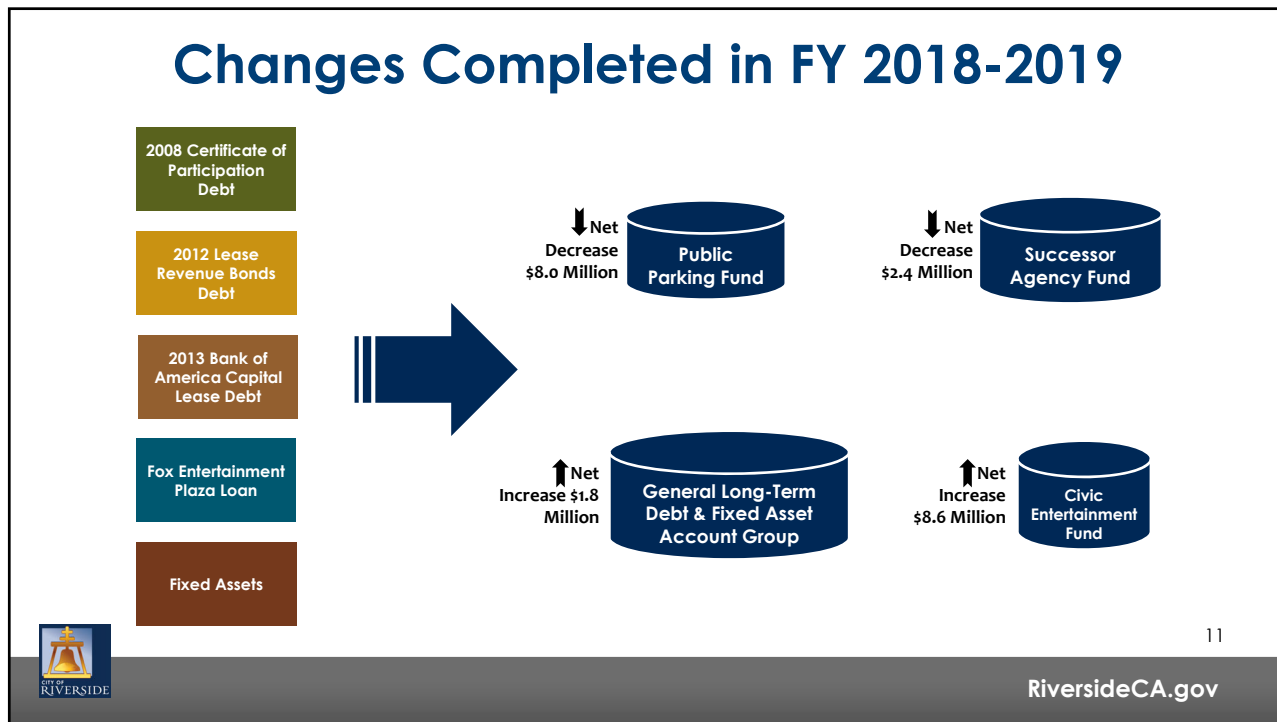 Changes Completed in FY 2018-2019
2008 Certificate of
Participation
Debt
2012 Lease
Revenue Bonds
Debt
2013 Bank of
America Capital
Lease Debt
Fox Entertainment
Plaza Loan
Fixed Assets
Net
Decrease
$8.0 Million
Public
Parking Fund
Net
Decrease
$2.4 Million
Successor
Agency Fund
Net
Increase $1.8
Million
General Long-Term
Debt & Fixed Asset
Account Group
Net
Increase
$8.6 Million
Civic
Entertainment
Fund
11
CITY OF
RIVERSIDE
RiversideCA.gov